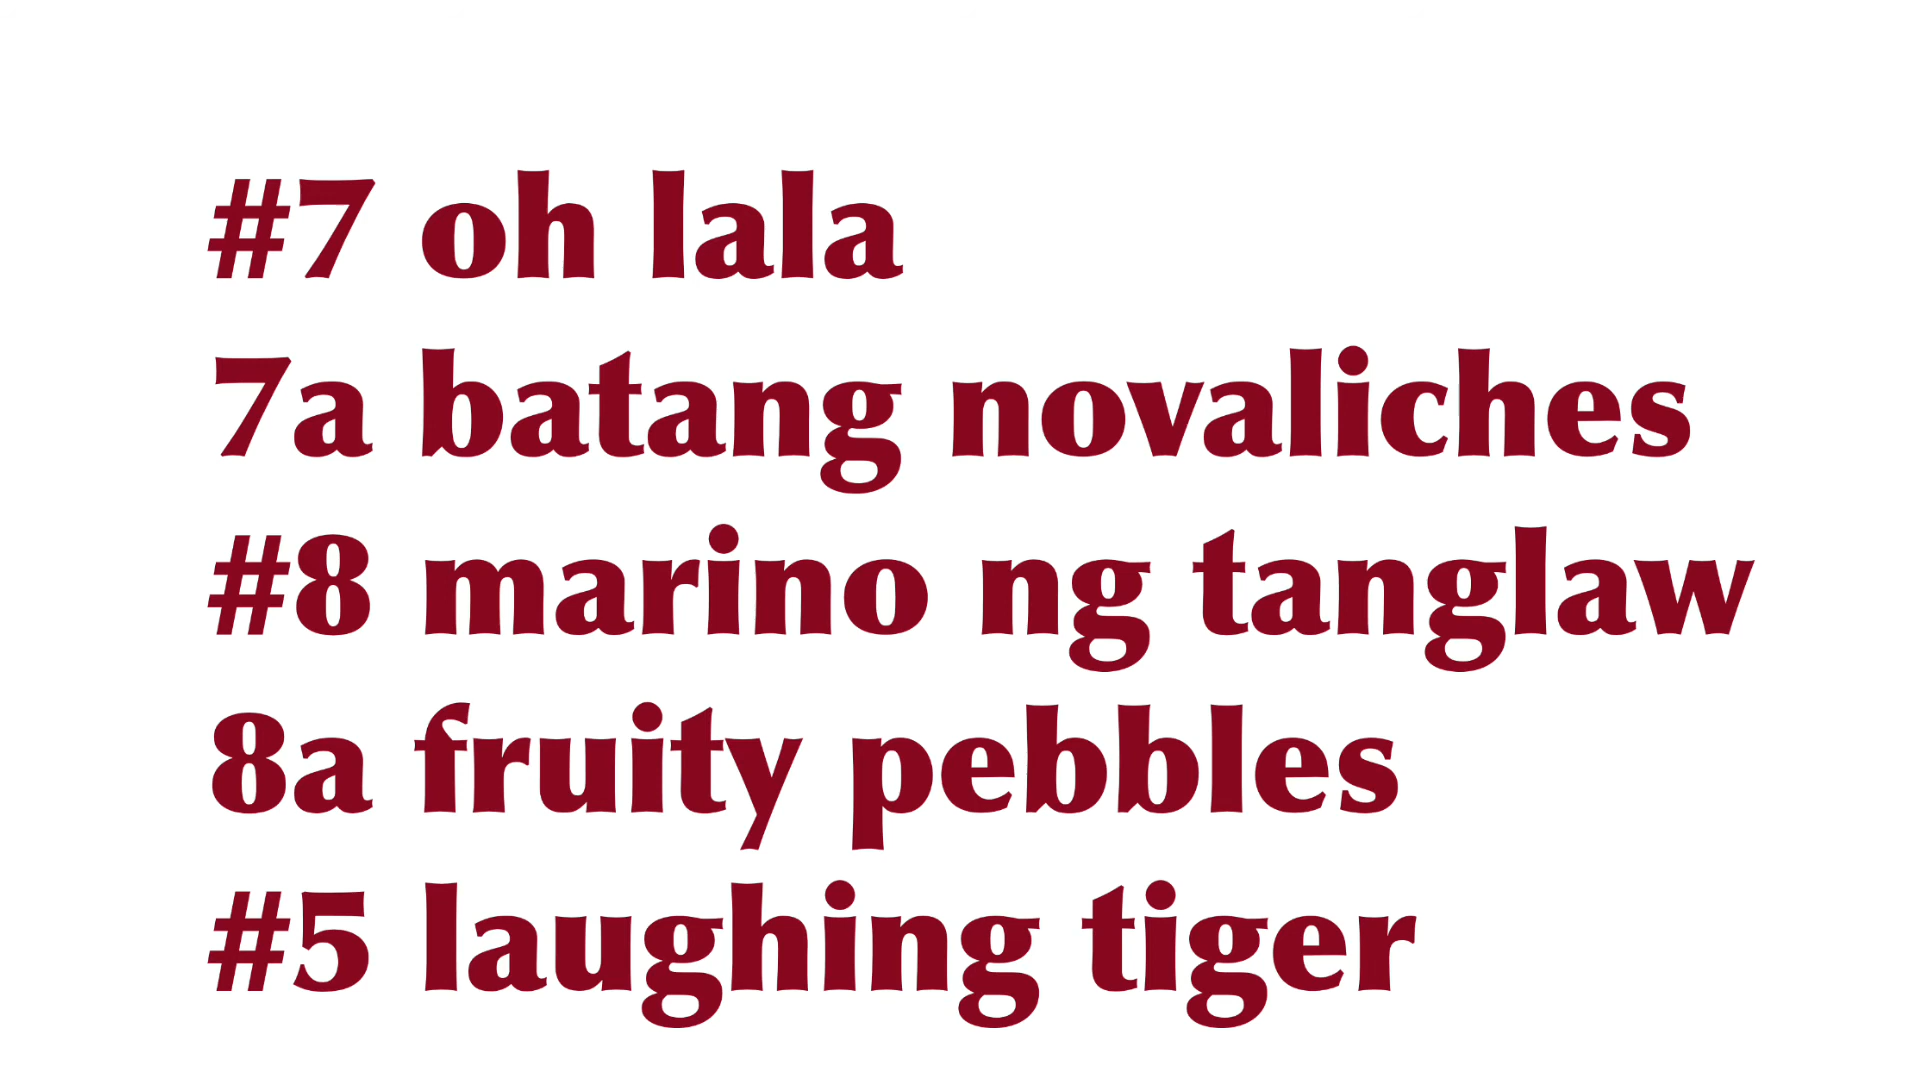 #7 oh lala
7a batang novaliches
#8 marino ng tanglaw
8a fruity pebbles
#5 laughing tiger